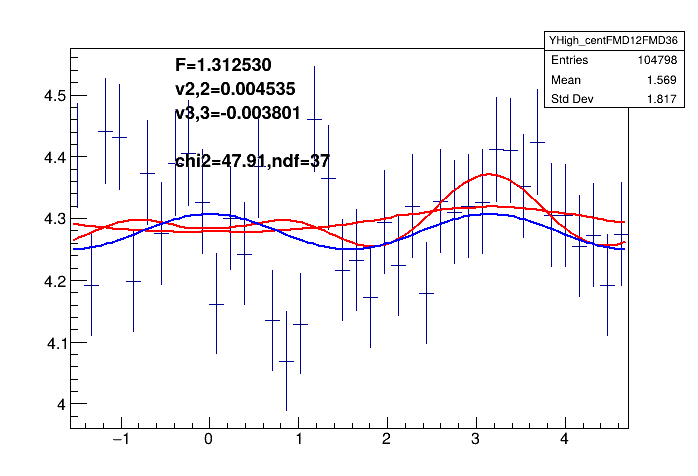 YHigh_centFMD12FMD36
Entries 104798
Mean 1.569
Std Dev 1.817
F=1.312530
v2,2=0.004535
v3,3=-0.003801
chi2=47.91,ndf=37
4.5
4.4
4.3
4.2
4.1
4
−1 0 1 2 3 4